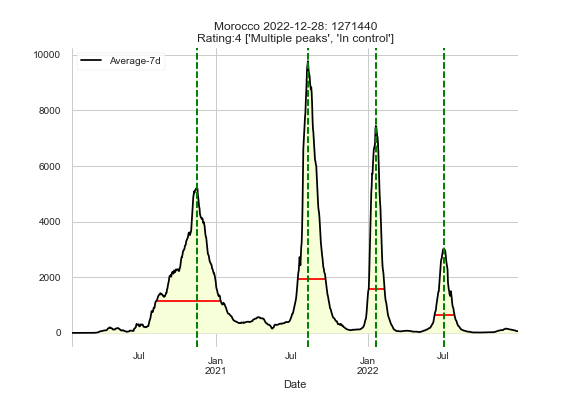 Morocco 2022-12-28: 1271440
Rating:4 ['Multiple peaks', 'In control']
Average-7d
10000
8000
6000
4000
2000
0
Jul
Jan
2021
Jul
Jan
2022
Jul
Date